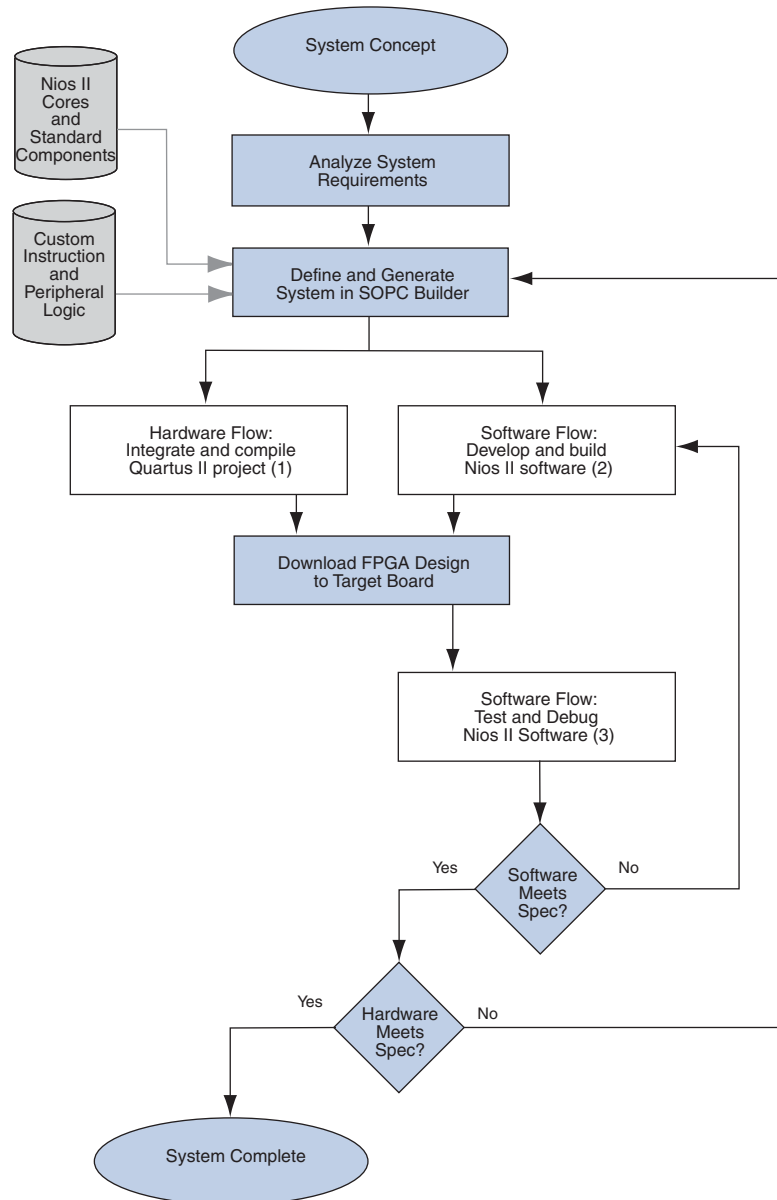 System Concept
Nios II
Cores
and
Standard
Components
Analyze System
Requirements
Custom
Instruction
and
Peripheral
Logic
Define and Generate
System in SOPC Builder
Hardware Flow:
Integrate and compile
Quartus II project (1)
Software Flow:
Develop and build
Nios II software (2)
Download FPGA Design
to Target Board
Software Flow:
Test and Debug
Nios II Software (3)
Yes
Software
Meets
Spec?
No
Yes
Hardware
Meets
Spec?
No
System Complete